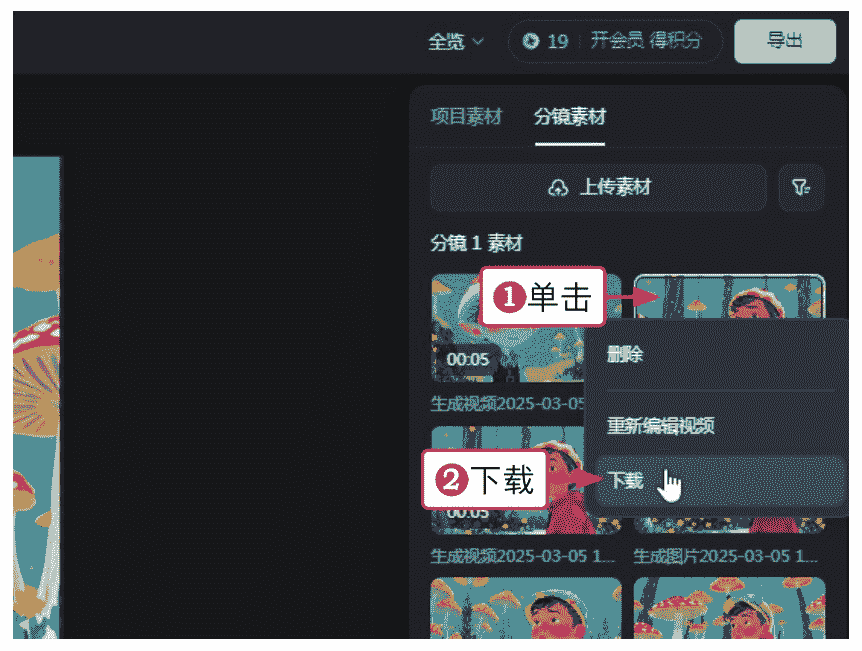 全览
19 开会员 得积分
导出
项目素材
分镜素材
上传素材
分镜 1 素材
❶单击
00:05
删除
生成视频2025-03-05
重新编辑视频
❷下载
下载
00:05
生成视频2025-03-05 1...
生成图片2025-03-05 1...